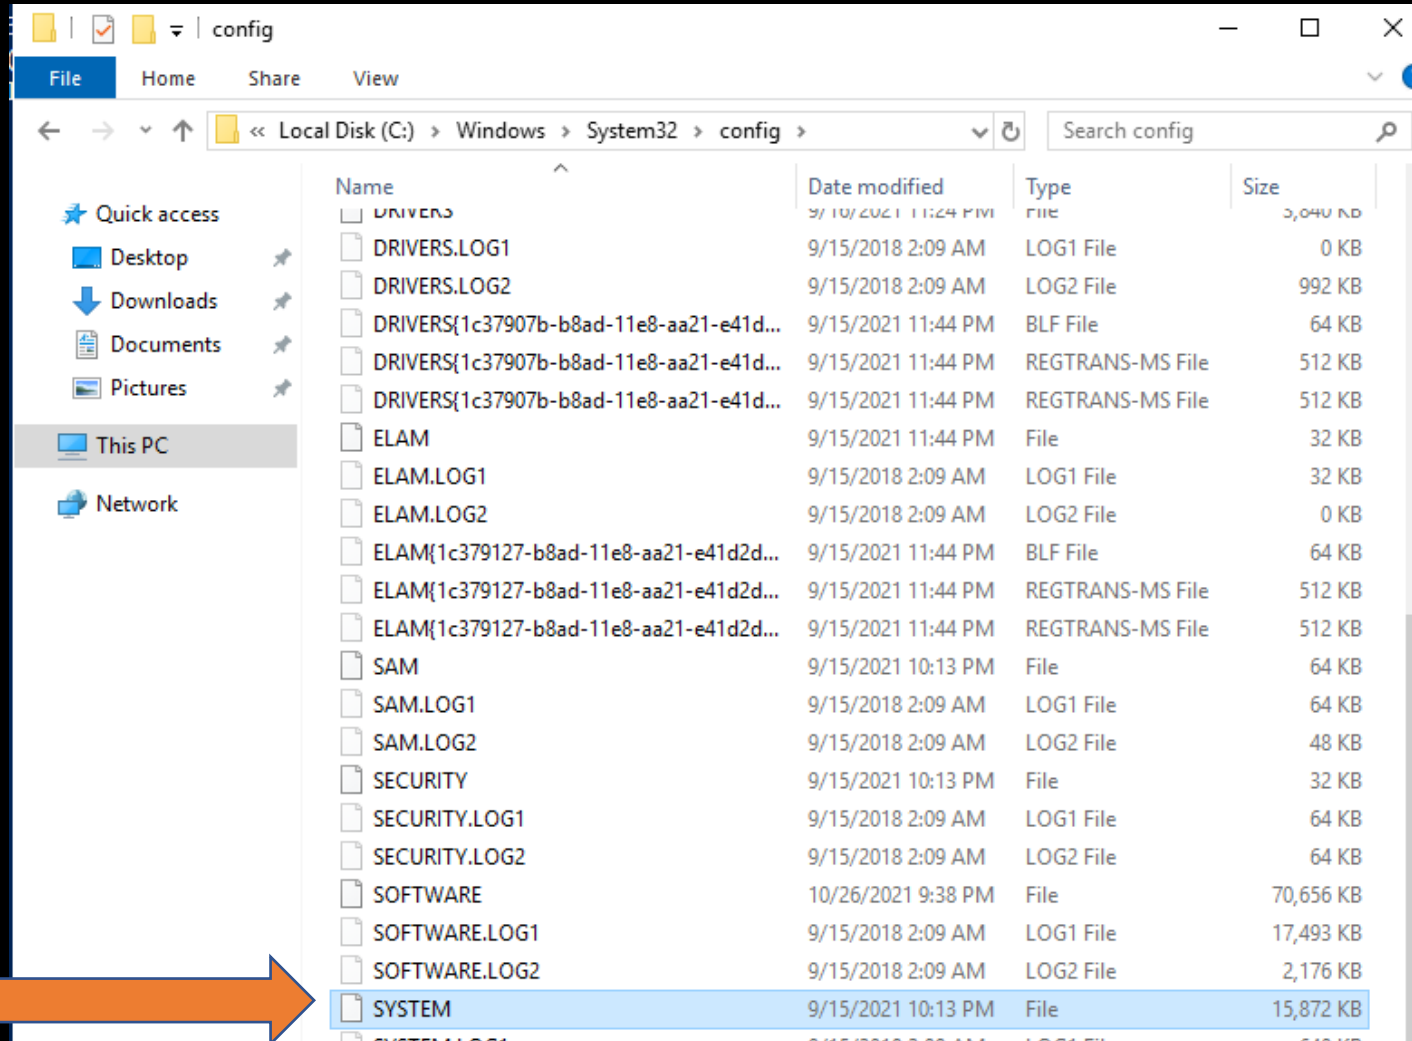 config
File Home Share View
« Local Disk (C:) > Windows > System32 > config > Search config
Name Date modified Type Size
Quick access
Desktop
Downloads
Documents
Pictures
This PC
Network
DRIVERS 9/16/2021 11:24 PM File 5,840 KB
DRIVERS.LOG1 9/15/2018 2:09 AM LOG1 File 0 KB
DRIVERS.LOG2 9/15/2018 2:09 AM LOG2 File 992 KB
DRIVERS{1c37907b-b8ad-11e8-aa21-e41d... 9/15/2021 11:44 PM BLF File 64 KB
DRIVERS{1c37907b-b8ad-11e8-aa21-e41d... 9/15/2021 11:44 PM REGTRANS-MS File 512 KB
DRIVERS{1c37907b-b8ad-11e8-aa21-e41d... 9/15/2021 11:44 PM REGTRANS-MS File 512 KB
ELAM 9/15/2021 11:44 PM File 32 KB
ELAM.LOG1 9/15/2018 2:09 AM LOG1 File 32 KB
ELAM.LOG2 9/15/2018 2:09 AM LOG2 File 0 KB
ELAM{1c379127-b8ad-11e8-aa21-e41d2d... 9/15/2021 11:44 PM BLF File 64 KB
ELAM{1c379127-b8ad-11e8-aa21-e41d2d... 9/15/2021 11:44 PM REGTRANS-MS File 512 KB
ELAM{1c379127-b8ad-11e8-aa21-e41d2d... 9/15/2021 11:44 PM REGTRANS-MS File 512 KB
SAM 9/15/2021 10:13 PM File 64 KB
SAM.LOG1 9/15/2018 2:09 AM LOG1 File 64 KB
SAM.LOG2 9/15/2018 2:09 AM LOG2 File 48 KB
SECURITY 9/15/2021 10:13 PM File 32 KB
SECURITY.LOG1 9/15/2018 2:09 AM LOG1 File 64 KB
SECURITY.LOG2 9/15/2018 2:09 AM LOG2 File 64 KB
SOFTWARE 10/26/2021 9:38 PM File 70,656 KB
SOFTWARE.LOG1 9/15/2018 2:09 AM LOG1 File 17,493 KB
SOFTWARE.LOG2 9/15/2018 2:09 AM LOG2 File 2,176 KB
SYSTEM 9/15/2021 10:13 PM File 15,872 KB